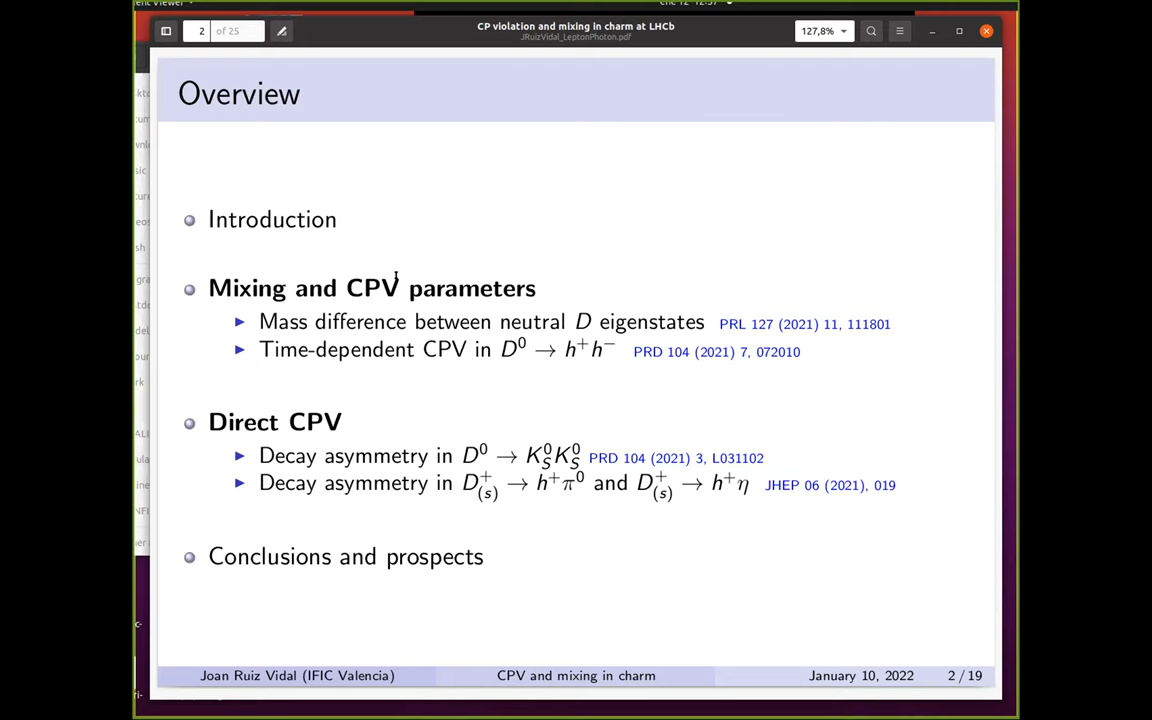 2 of 25
CP violation and mixing in charm at LHCb
JRuizVidal_LeptonPhoton.pdf
127,8%
Overview
Introduction
Mixing and CPV parameters
Mass difference between neutral D eigenstates PRL 127 (2021) 11, 111801
Time-dependent CPV in D⁰ → h⁺h⁻ PRD 104 (2021) 7, 072010
Direct CPV
Decay asymmetry in D⁰ → K_S⁰K_S⁰ PRD 104 (2021) 3, L031102
Decay asymmetry in D_(s)⁺ → h⁺π⁰ and D_(s)⁺ → h⁺η JHEP 06 (2021), 019
Conclusions and prospects
Joan Ruiz Vidal (IFIC Valencia) CPV and mixing in charm January 10, 2022 2 / 19